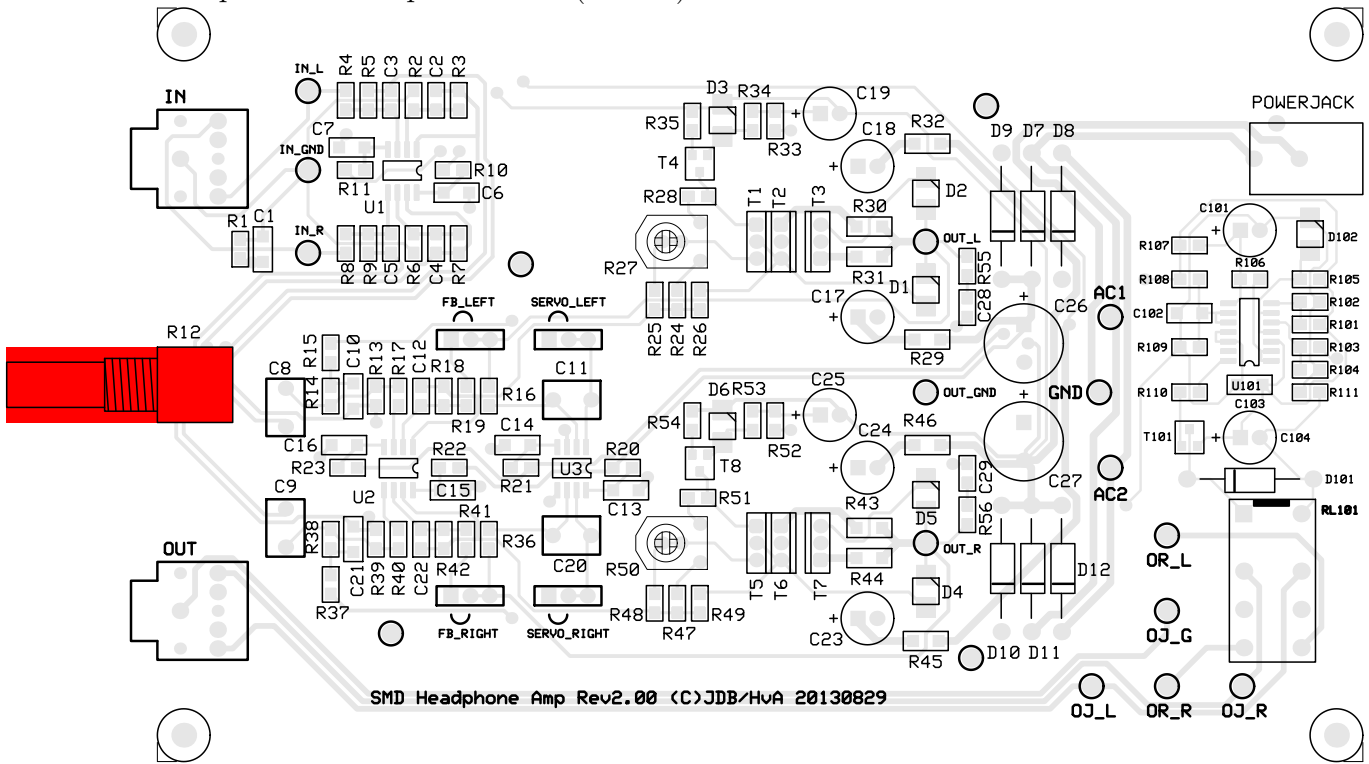 IN_L
R4 R5 C3 R2 C2 R3
IN
C7
IN_GND
R11
R10
C6
U1
R1 C1
IN_R
R8 R9 C5 R6 C4 R7
R12
FB_LEFT
SERVO_LEFT
R15 C10 R13 R17 C12 R18
C8
R14
C11
R16
R19
C16
C14
R23
R22
U3
R20
R21
C15
U2
C13
C9
R38
R41
R36
C20
C21 R39 R40 C22 R42
R37
OUT
FB_RIGHT
SERVO_RIGHT
D3 R34
R35
R33
C19
C18
R32
T4
R28
T1 T2 T3
D2
R30
OUT_L
R27
R31
R55
R25 R24 R26
C17
D1
C28
R29
D9 D7 D8
C26
D6 R53
C25
R54
R52
C24
OUT_GND
R46
T8
R51
C29
C27
R43
D5
R56
OUT_R
R50
T5 T6 T7
R44
R48 R47 R49
C23
D4
R45
D12
D10 D11
POWERJACK
C101
D102
R107
R106
R108
R105
C102
R102
R101
R109
R103
R104
R110
U101
R111
C103
T101
C104
D101
RL101
AC1
GND
AC2
OR_L
OJ_G
OJ_L OR_R OJ_R
SMD Headphone Amp Rev2.00 (C)JDB/HvA 20130829